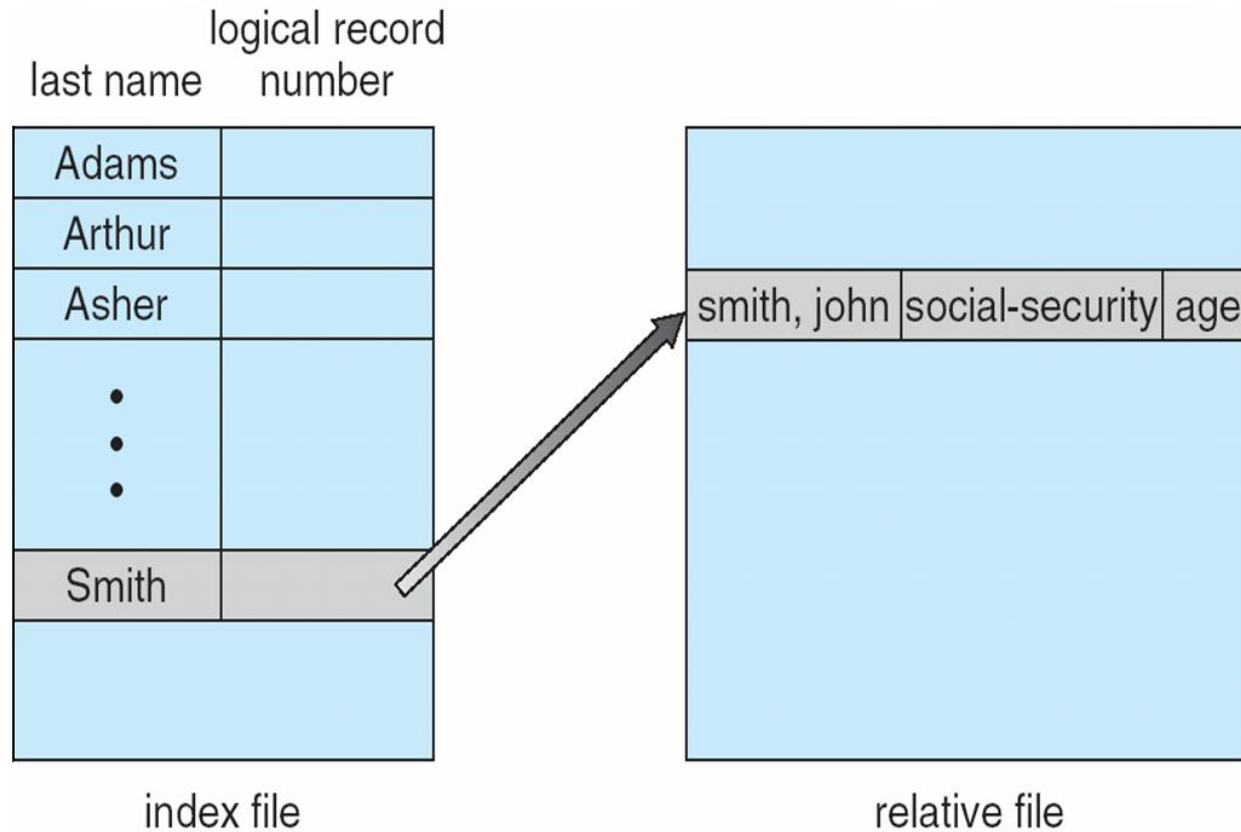 logical record
last name number
Adams
Arthur
Asher
Smith
smith, john social-security age
index file relative file